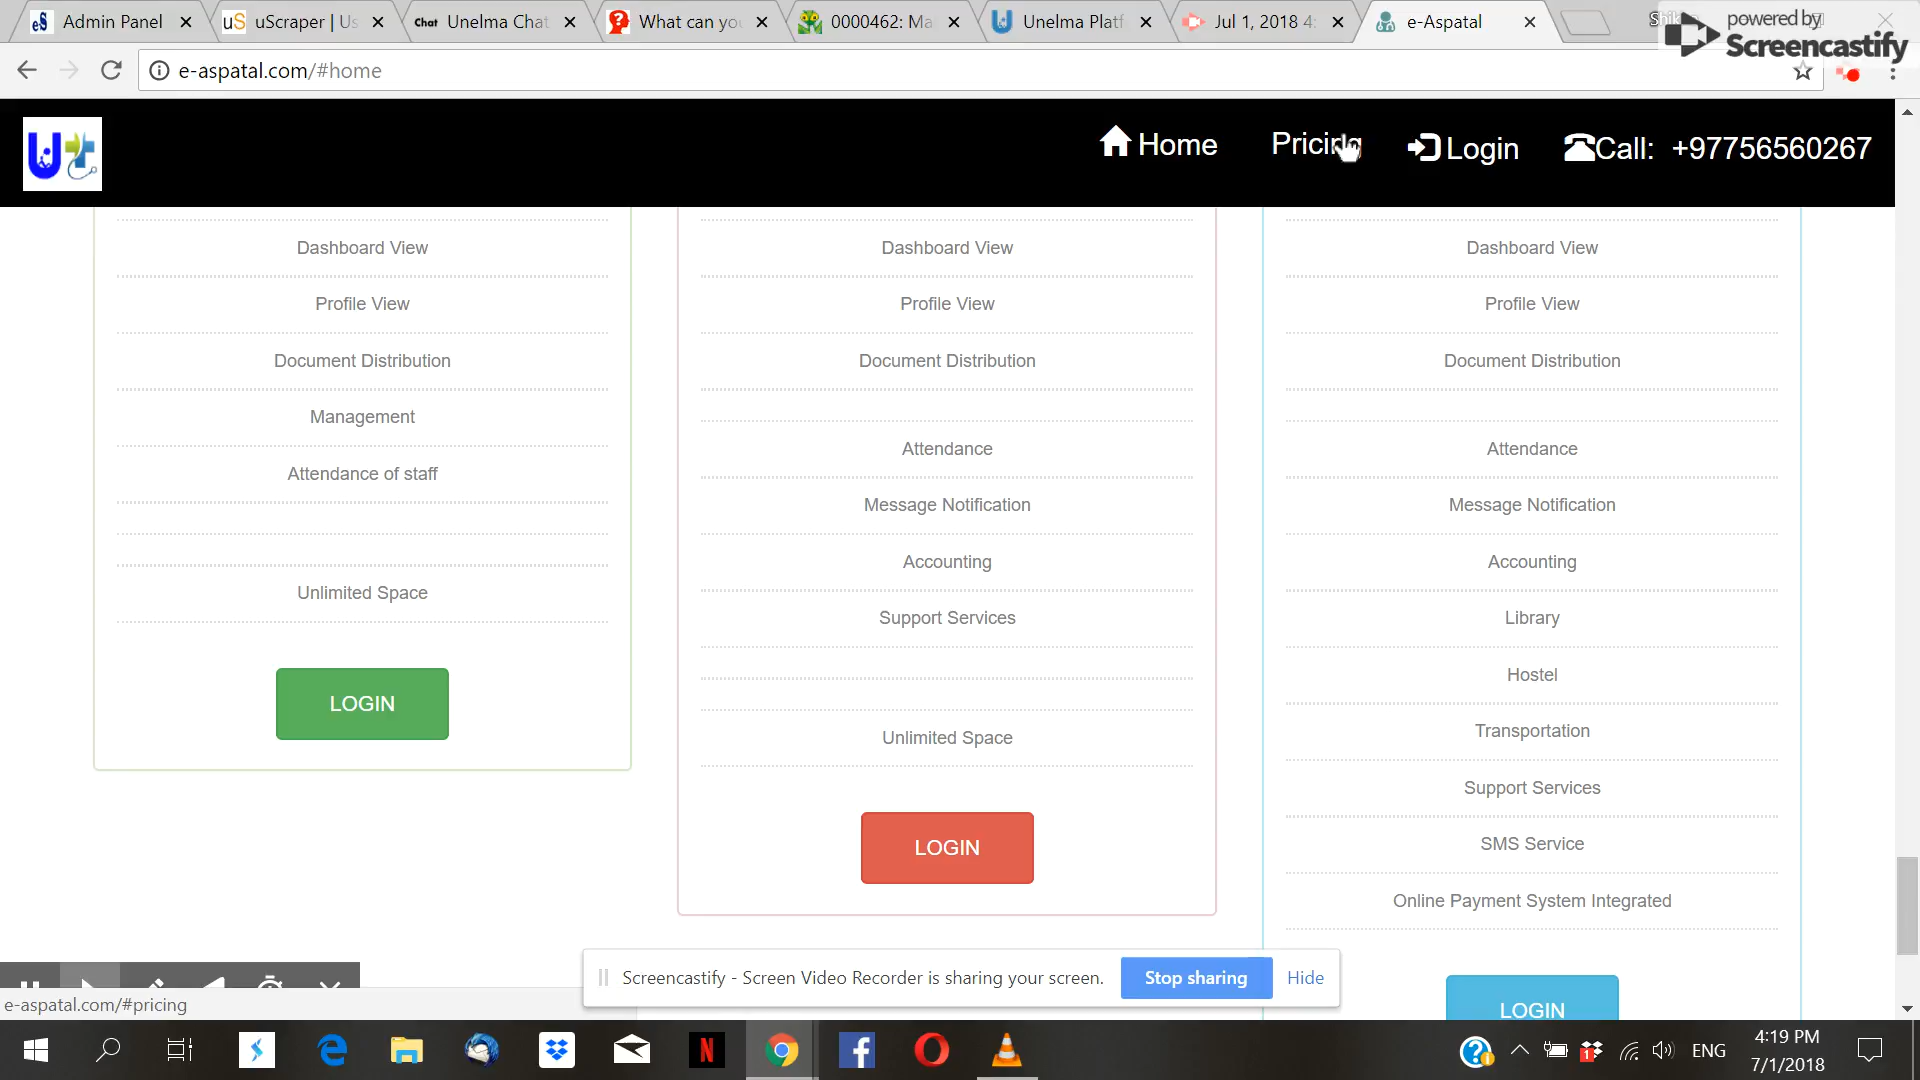 Admin Panel
uScraper | Us
Chat Unelma Chat
What can yo
0000462: Ma
Unelma Platf
Jul 1, 2018 4:
e-Aspatal
powered by
Screencastify
e-aspatal.com/#home
Home
Pricing
Login
Call: +97756560267
Dashboard View
Profile View
Document Distribution
Management
Attendance of staff
Unlimited Space
LOGIN
Dashboard View
Profile View
Document Distribution
Attendance
Message Notification
Accounting
Support Services
Unlimited Space
LOGIN
Dashboard View
Profile View
Document Distribution
Attendance
Message Notification
Accounting
Library
Hostel
Transportation
Support Services
SMS Service
Online Payment System Integrated
LOGIN
Screencastify - Screen Video Recorder is sharing your screen.
Stop sharing
Hide
e-aspatal.com/#pricing
ENG
4:19 PM
7/1/2018